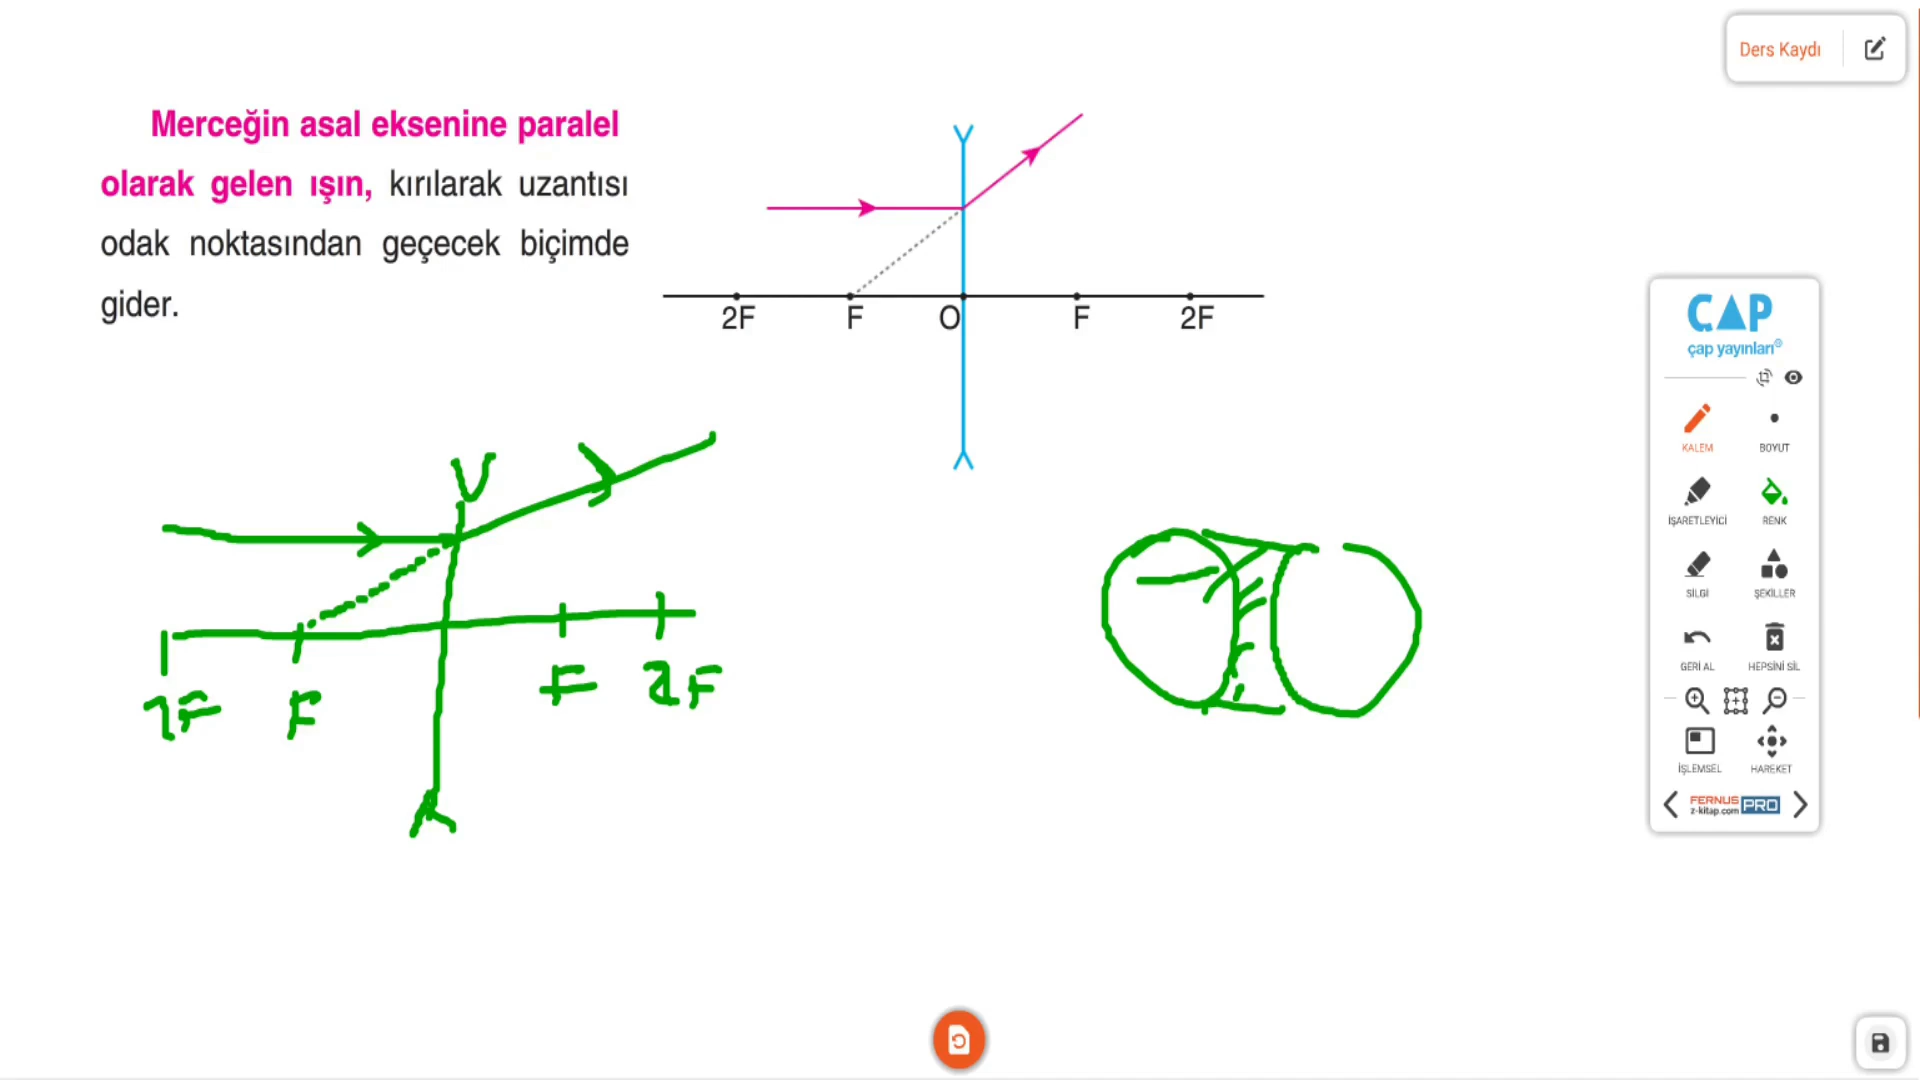 Ders Kaydı
Merceğin asal eksenine paralel
olarak gelen ışın, kırılarak uzantısı
odak noktasından geçecek biçimde
gider.
2F F O F 2F
2F F F 2F
ÇAP
çap yayınları
KALEM BOYUT
İŞARETLEYİCİ RENK
SİLGİ ŞEKİLLER
GERİ AL HEPSİNİ SİL
İŞLEMSEL HAREKET
FERNUS PRO
z-kitap.com